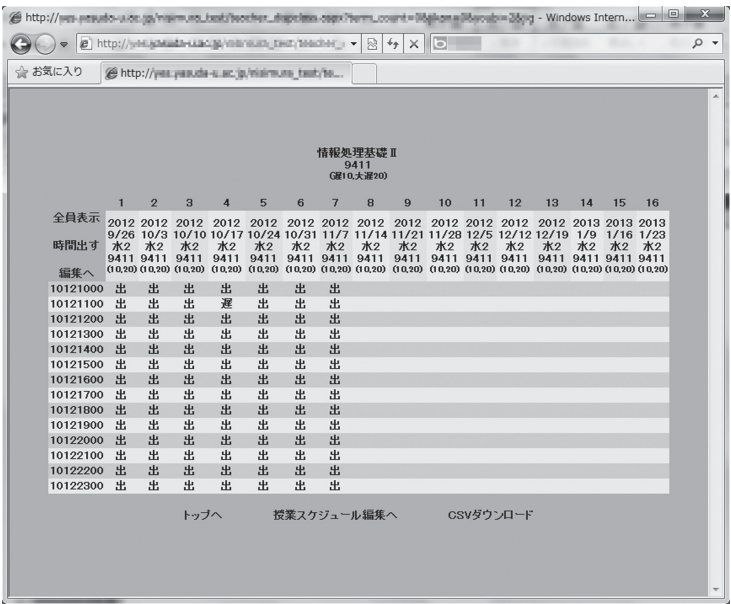 - Windows Intern...
お気に入り
情報処理基礎Ⅱ
9411
(遅10,大遅20)
1 2 3 4 5 6 7 8 9 10 11 12 13 14 15 16
全員表示 2012 2012 2012 2012 2012 2012 2012 2012 2012 2012 2012 2012 2012 2013 2013 2013
9/26 10/3 10/10 10/17 10/24 10/31 11/7 11/14 11/21 11/28 12/5 12/12 12/19 1/9 1/16 1/23
時間出す 水2 水2 水2 水2 水2 水2 水2 水2 水2 水2 水2 水2 水2 水2 水2 水2
9411 9411 9411 9411 9411 9411 9411 9411 9411 9411 9411 9411 9411 9411 9411 9411
編集へ (10,20) (10,20) (10,20) (10,20) (10,20) (10,20) (10,20) (10,20) (10,20) (10,20) (10,20) (10,20) (10,20) (10,20) (10,20) (10,20)
10121000 出 出 出 出 出 出 出
10121100 出 出 出 遅 出 出 出
10121200 出 出 出 出 出 出 出
10121300 出 出 出 出 出 出 出
10121400 出 出 出 出 出 出 出
10121500 出 出 出 出 出 出 出
10121600 出 出 出 出 出 出 出
10121700 出 出 出 出 出 出 出
10121800 出 出 出 出 出 出 出
10121900 出 出 出 出 出 出 出
10122000 出 出 出 出 出 出 出
10122100 出 出 出 出 出 出 出
10122200 出 出 出 出 出 出 出
10122300 出 出 出 出 出 出 出
トップへ 授業スケジュール編集へ CSVダウンロード